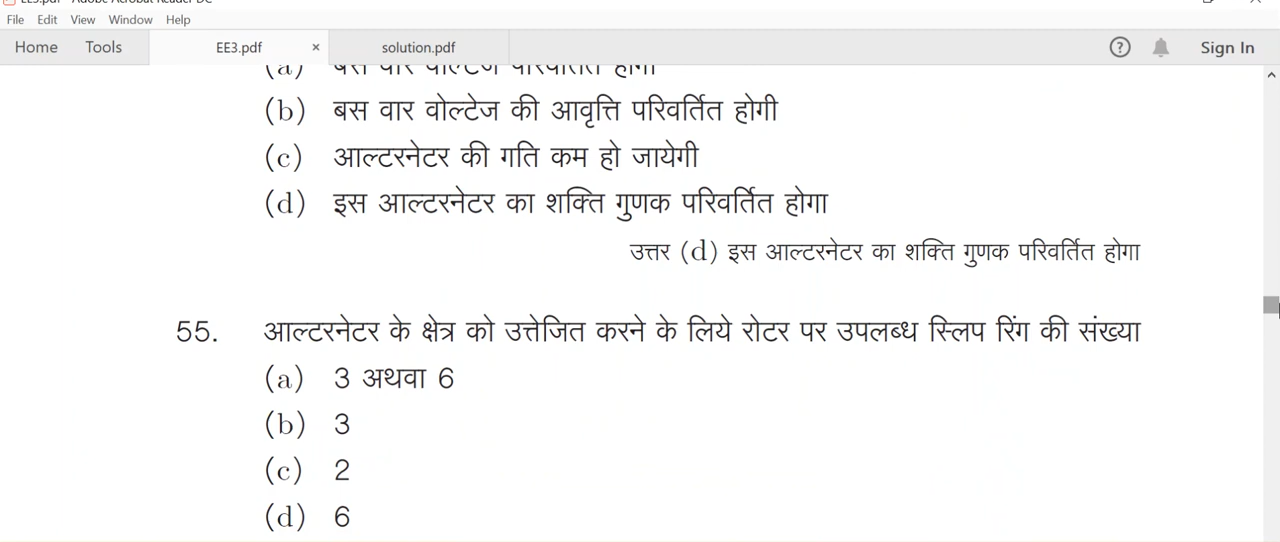 File Edit View Window Help
Home Tools EE3.pdf × solution.pdf ? Sign In
(b) बस वार वोल्टेज की आवृत्ति परिवर्तित होगी
(c) आल्टरनेटर की गति कम हो जायेगी
(d) इस आल्टरनेटर का शक्ति गुणक परिवर्तित होगा
उत्तर (d) इस आल्टरनेटर का शक्ति गुणक परिवर्तित होगा
55. आल्टरनेटर के क्षेत्र को उत्तेजित करने के लिये रोटर पर उपलब्ध स्लिप रिंग की संख्या
(a) 3 अथवा 6
(b) 3
(c) 2
(d) 6